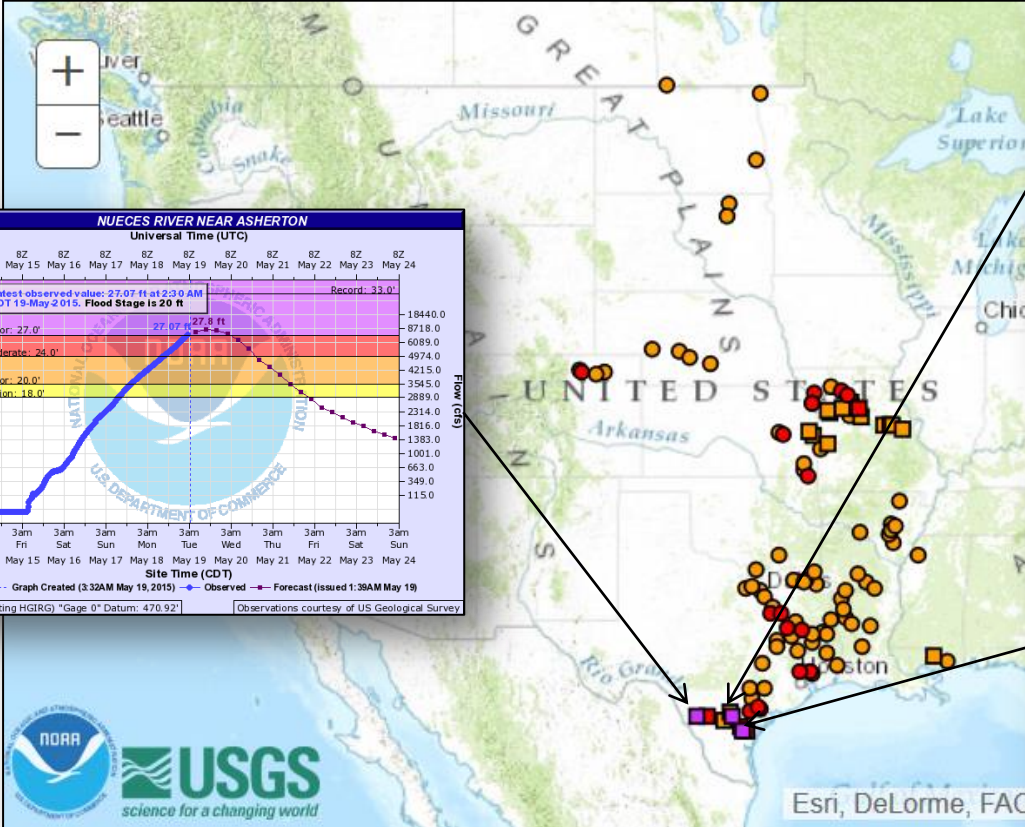 NUECES RIVER NEAR ASHERTON
Universal Time (UTC)
8Z 8Z 8Z 8Z 8Z 8Z 8Z 8Z 8Z 8Z
May 15 May 16 May 17 May 18 May 19 May 20 May 21 May 22 May 23 May 24
atest observed value: 27.07 ft at 2:30 AM
DT 19-May-2015. Flood Stage is 20 ft
Record: 33.0'
27.07 ft
27.8 ft
or: 27.0'
derate: 24.0'
or: 20.0'
ion: 18.0'
18440.0
8718.0
6089.0
4974.0
4215.0
3545.0
2889.0
2314.0
1816.0
1383.0
1001.0
663.0
349.0
115.0
Flow (cfs)
NOAA
U.S. DEPARTMENT OF COMMERCE
3am 3am 3am 3am 3am 3am 3am 3am 3am 3am
Fri Sat Sun Mon Tue Wed Thu Fri Sat Sun
May 15 May 16 May 17 May 18 May 19 May 20 May 21 May 22 May 23 May 24
Site Time (CDT)
Graph Created (3:32AM May 19, 2015) Observed Forecast (issued 1:39AM May 19)
ting HGIRG) "Gage 0" Datum: 470.92'
Observations courtesy of US Geological Survey
+
−
uver
Seattle
Columbia
Snake
M O U
GREAT PLAINS
Missouri
Lake
Superior
Mississippi
Lake
Michig
Chic
UNITED STATES
Arkansas
Houston
Rio Grande
NOAA
USGS
science for a changing world
Esri, DeLorme, FAO